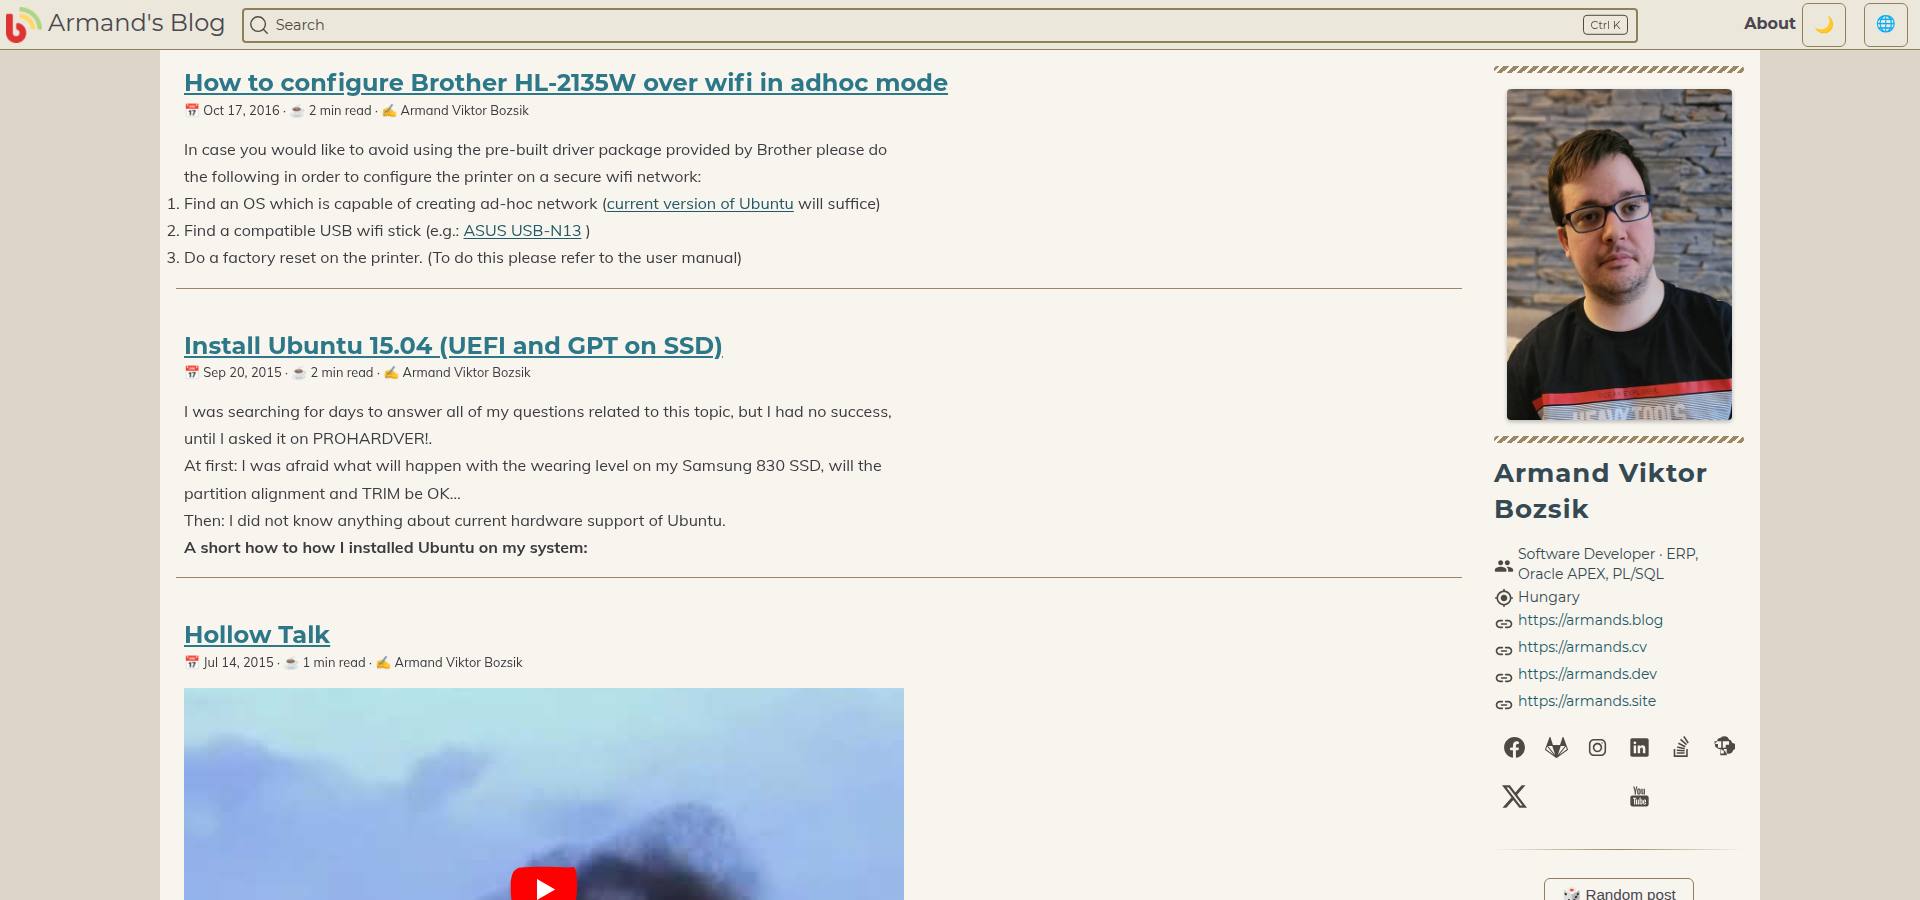 Armand's Blog
Search
Ctrl K
About
How to configure Brother HL-2135W over wifi in adhoc mode
Oct 17, 2016 · 2 min read · Armand Viktor Bozsik
In case you would like to avoid using the pre-built driver package provided by Brother please do
the following in order to configure the printer on a secure wifi network:
1. Find an OS which is capable of creating ad-hoc network (current version of Ubuntu will suffice)
2. Find a compatible USB wifi stick (e.g.: ASUS USB-N13 )
3. Do a factory reset on the printer. (To do this please refer to the user manual)
Install Ubuntu 15.04 (UEFI and GPT on SSD)
Sep 20, 2015 · 2 min read · Armand Viktor Bozsik
I was searching for days to answer all of my questions related to this topic, but I had no success,
until I asked it on PROHARDVER!.
At first: I was afraid what will happen with the wearing level on my Samsung 830 SSD, will the
partition alignment and TRIM be OK…
Then: I did not know anything about current hardware support of Ubuntu.
A short how to how I installed Ubuntu on my system:
Hollow Talk
Jul 14, 2015 · 1 min read · Armand Viktor Bozsik
Armand Viktor
Bozsik
Software Developer · ERP,
Oracle APEX, PL/SQL
Hungary
https://armands.blog
https://armands.cv
https://armands.dev
https://armands.site
You
Tube
Random post